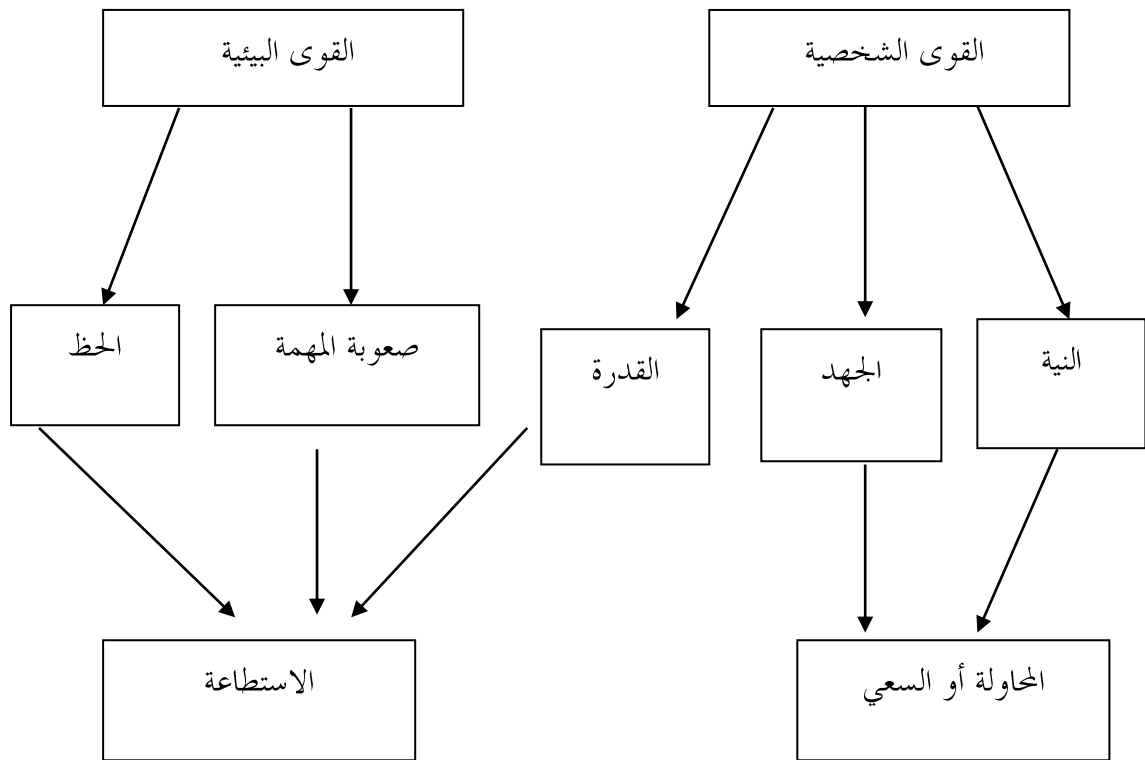 القوى الشخصية
القوى البيئية
النية
الجهد
القدرة
صعوبة المهمة
الحظ
المحاولة أو السعي
الاستطاعة